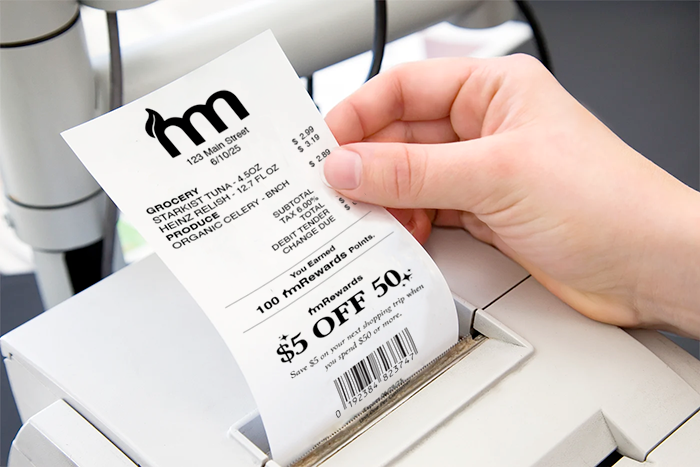 fm
123 Main Street
6/10/25
GROCERY
STARKIST TUNA - 4.5OZ $ 2.99
HEINZ RELISH - 12.7 FL OZ $ 3.19
PRODUCE
ORGANIC CELERY - BNCH $ 2.89
SUBTOTAL
TAX 6.00% $
TOTAL $
DEBIT TENDER
CHANGE DUE
You Earned
100 fmRewards Points.
fmRewards
$5 OFF 50
Save $5 on your next shopping trip when
you spend $50 or more.
0 192384 823747